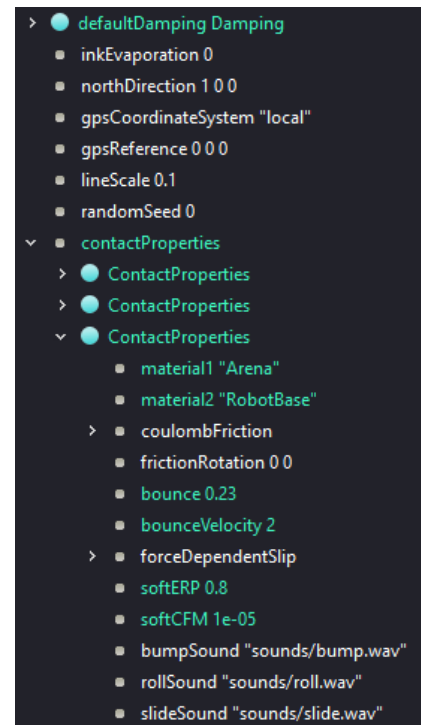 defaultDamping Damping
inkEvaporation 0
northDirection 1 0 0
gpsCoordinateSystem "local"
gpsReference 0 0 0
lineScale 0.1
randomSeed 0
contactProperties
ContactProperties
ContactProperties
ContactProperties
material1 "Arena"
material2 "RobotBase"
coulombFriction
frictionRotation 0 0
bounce 0.23
bounceVelocity 2
forceDependentSlip
softERP 0.8
softCFM 1e-05
bumpSound "sounds/bump.wav"
rollSound "sounds/roll.wav"
slideSound "sounds/slide.wav"